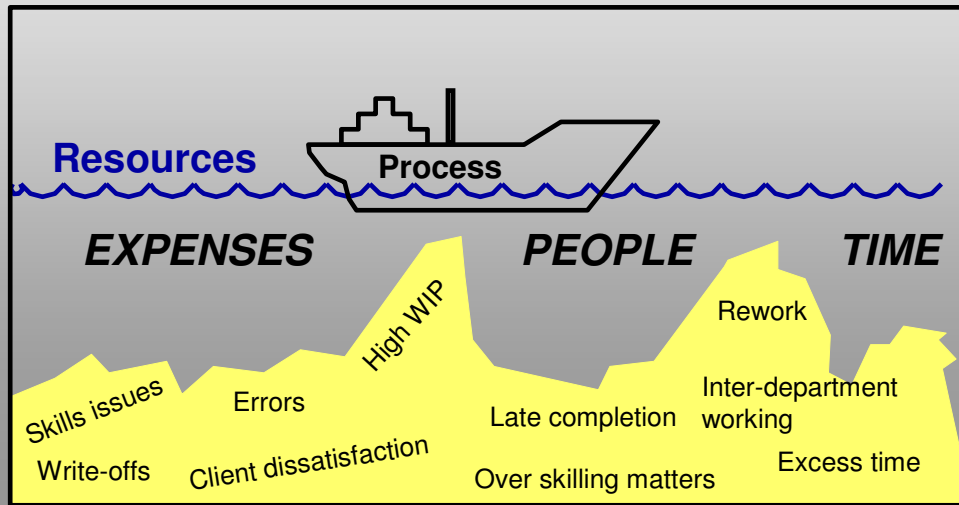 Resources
Process
EXPENSES
PEOPLE
TIME
High WIP
Rework
Skills issues
Errors
Late completion
Inter-department
working
Write-offs
Client dissatisfaction
Over skilling matters
Excess time